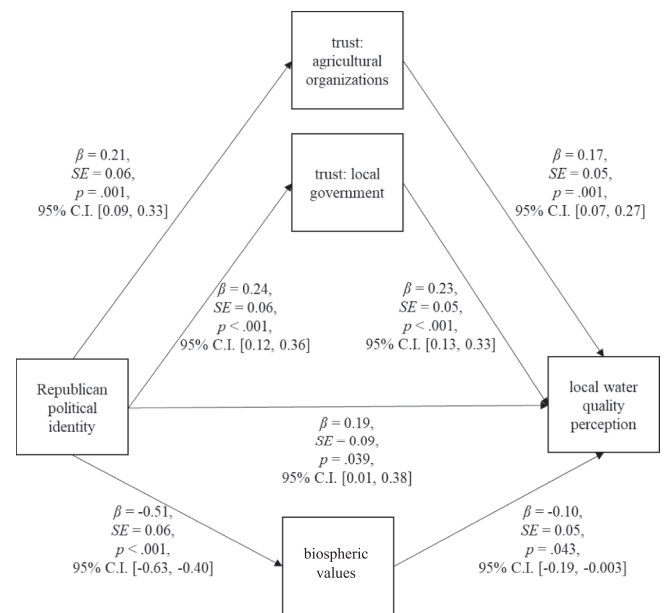 trust:
agricultural
organizations
β = 0.21,
SE = 0.06,
p = .001,
95% C.I. [0.09, 0.33]
β = 0.17,
SE = 0.05,
p = .001,
95% C.I. [0.07, 0.27]
trust: local
government
β = 0.24,
SE = 0.06,
p < .001,
95% C.I. [0.12, 0.36]
β = 0.23,
SE = 0.05,
p < .001,
95% C.I. [0.13, 0.33]
Republican
political
identity
local water
quality
perception
β = 0.19,
SE = 0.09,
p = .039,
95% C.I. [0.01, 0.38]
β = -0.51,
SE = 0.06,
p < .001,
95% C.I. [-0.63, -0.40]
β = -0.10,
SE = 0.05,
p = .043,
95% C.I. [-0.19, -0.003]
biospheric
values